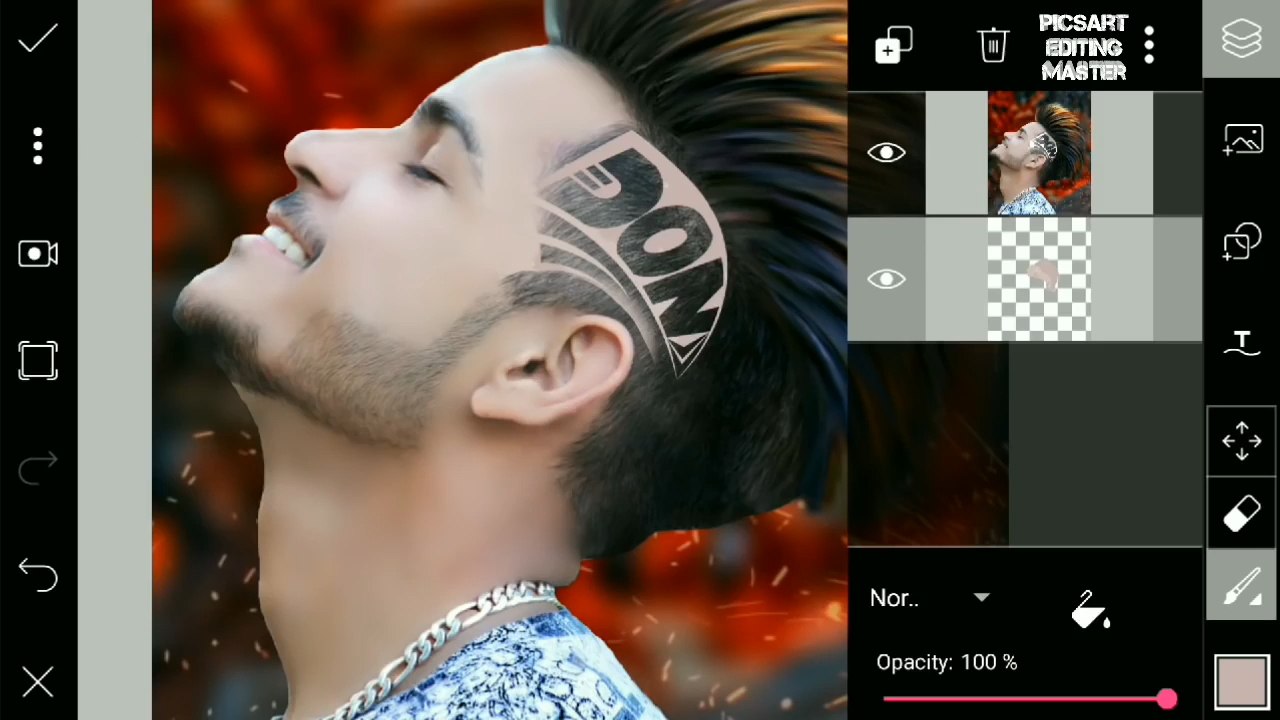 PICSART
EDITING
MASTER
DON
Nor..
Opacity: 100 %
T